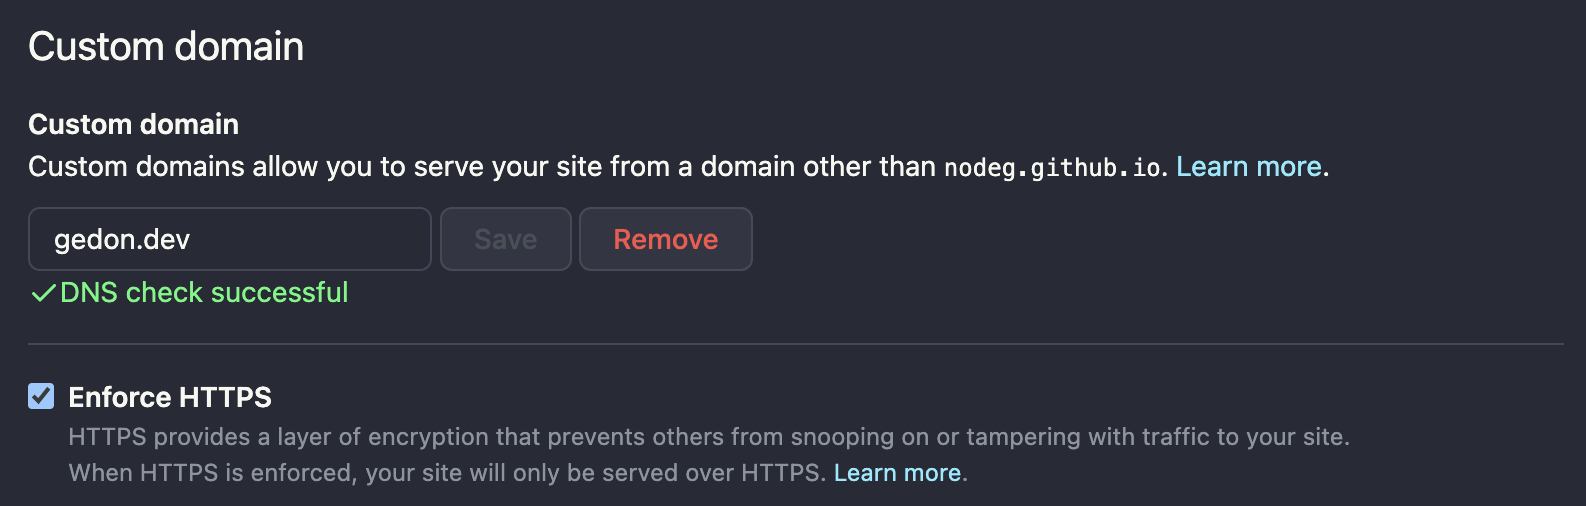 Custom domain
Custom domain
Custom domains allow you to serve your site from a domain other than nodeg.github.io. Learn more.
gedon.dev Save Remove
DNS check successful
Enforce HTTPS
HTTPS provides a layer of encryption that prevents others from snooping on or tampering with traffic to your site.
When HTTPS is enforced, your site will only be served over HTTPS. Learn more.